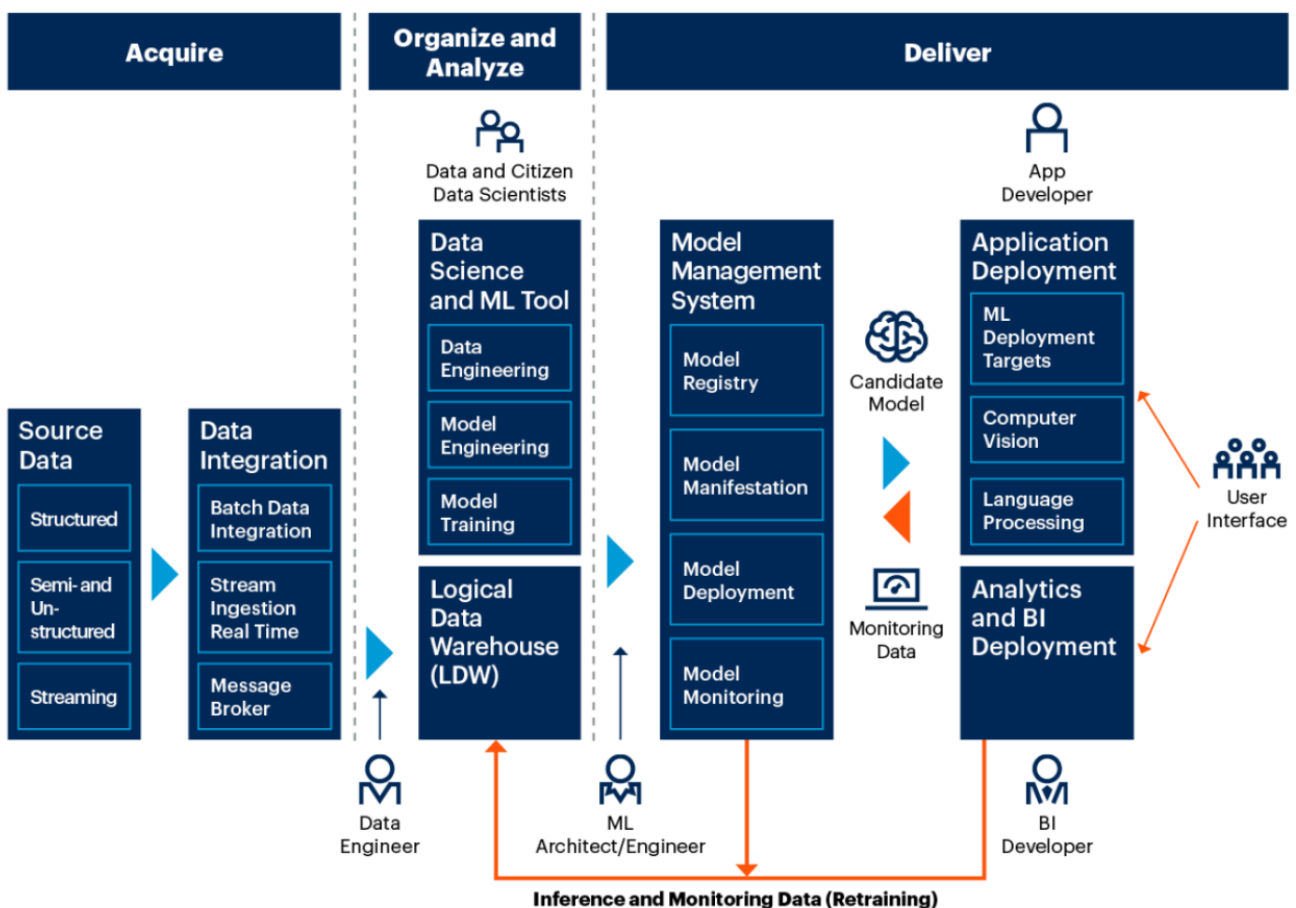 Acquire
Organize and
Analyze
Deliver
Data and Citizen
Data Scientists
App
Developer
Source
Data
Structured
Semi- and
Un-
structured
Streaming
Data
Integration
Batch Data
Integration
Stream
Ingestion
Real Time
Message
Broker
Data
Science
and ML Tool
Data
Engineering
Model
Engineering
Model
Training
Logical
Data
Warehouse
(LDW)
Model
Management
System
Model
Registry
Model
Manifestation
Model
Deployment
Model
Monitoring
Candidate
Model
Monitoring
Data
Application
Deployment
ML
Deployment
Targets
Computer
Vision
Language
Processing
Analytics
and BI
Deployment
User
Interface
Data
Engineer
ML
Architect/Engineer
BI
Developer
Inference and Monitoring Data (Retraining)